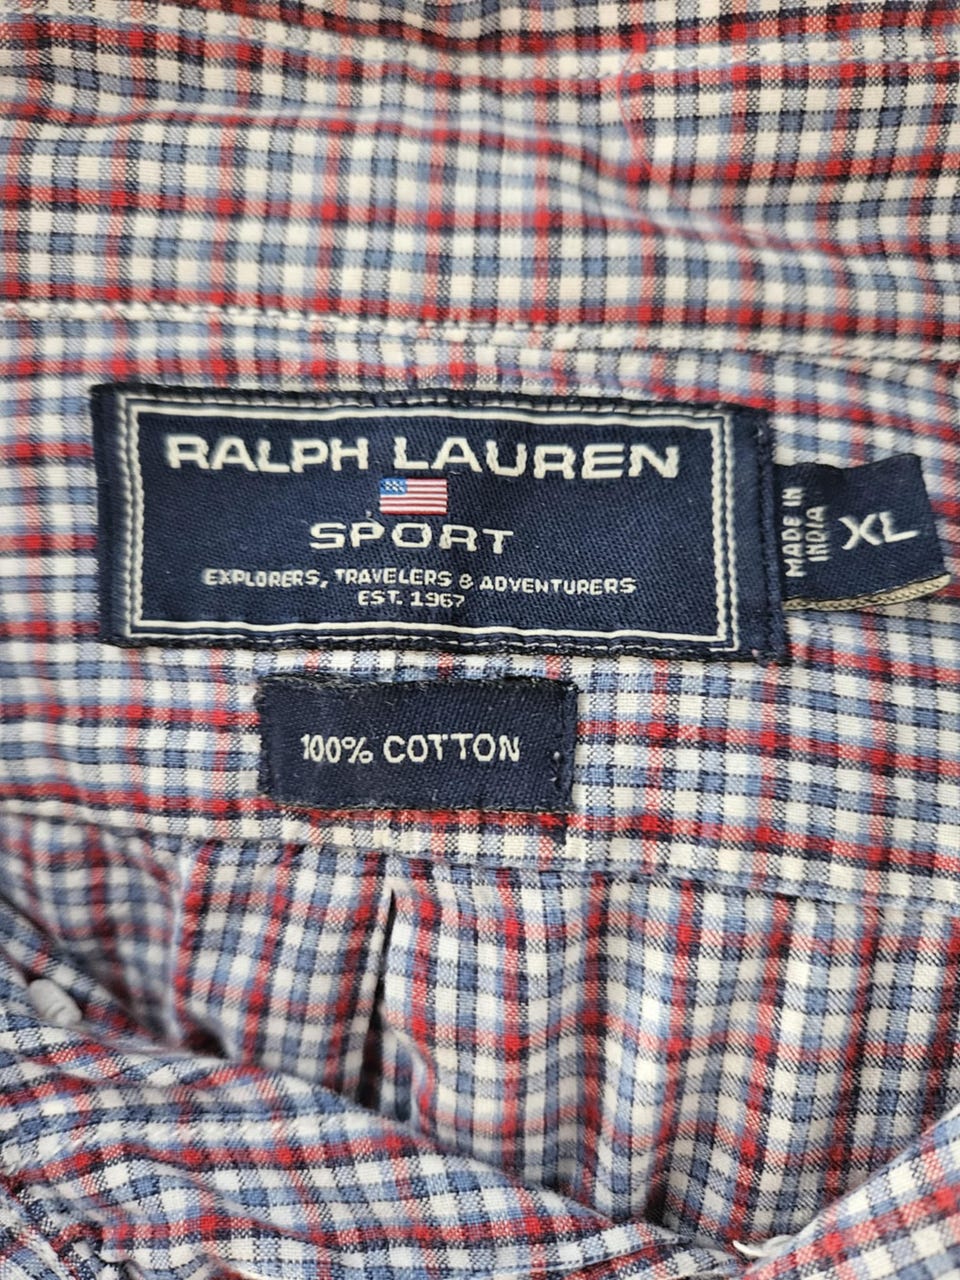 RALPH LAUREN
SPORT
EXPLORERS, TRAVELERS & ADVENTURERS
EST. 1967
MADE IN
INDIA
XL
100% COTTON